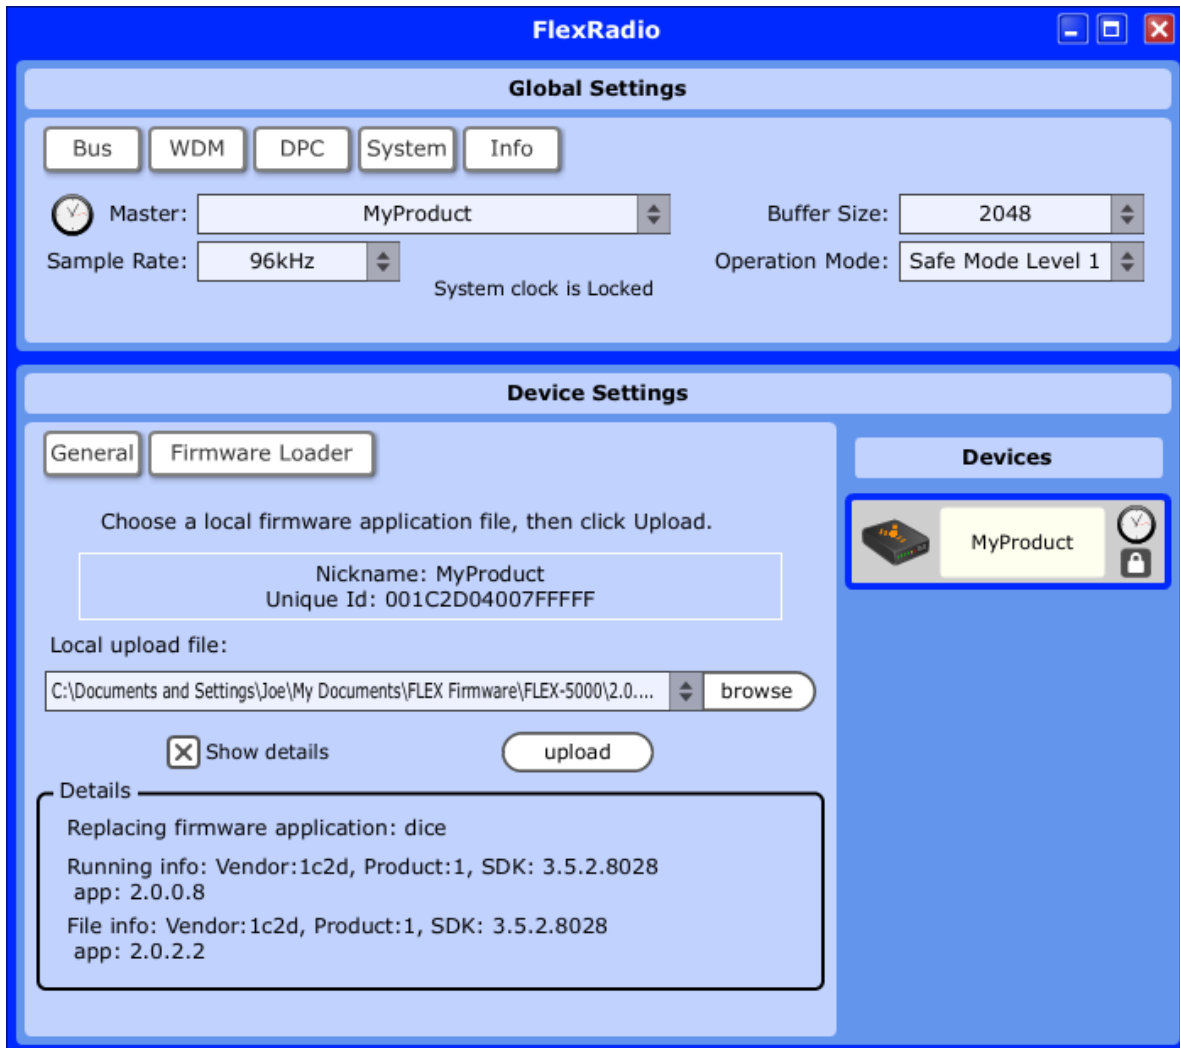 FlexRadio
Global Settings
Bus WDM DPC System Info
Master: MyProduct Buffer Size: 2048
Sample Rate: 96kHz Operation Mode: Safe Mode Level 1
System clock is Locked
Device Settings
General Firmware Loader
Devices
Choose a local firmware application file, then click Upload.
MyProduct
Nickname: MyProduct
Unique Id: 001C2D04007FFFFF
Local upload file:
C:\Documents and Settings\Joe\My Documents\FLEX Firmware\FLEX-5000\2.0.... browse
Show details upload
Details
Replacing firmware application: dice
Running info: Vendor:1c2d, Product:1, SDK: 3.5.2.8028
app: 2.0.0.8
File info: Vendor:1c2d, Product:1, SDK: 3.5.2.8028
app: 2.0.2.2